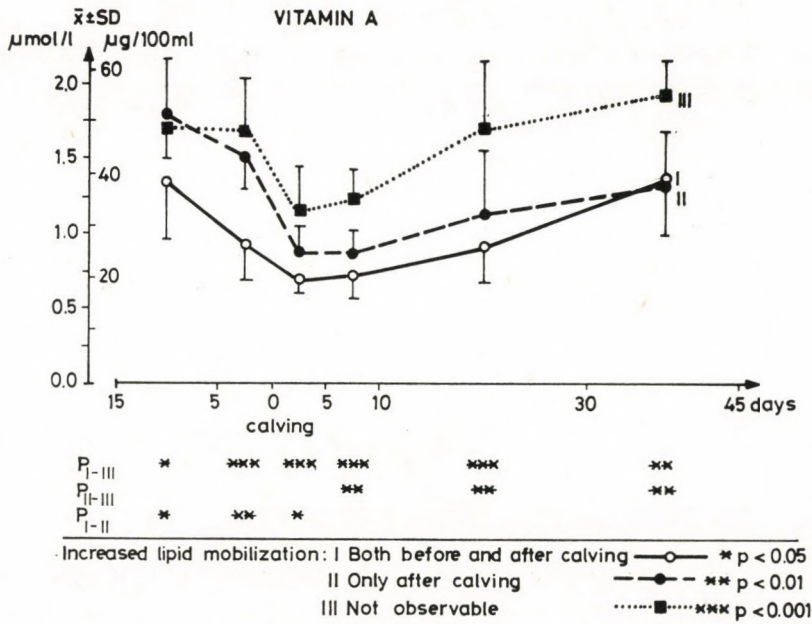 x̄±SD VITAMIN A
μmol/l μg/100ml
60
2,0
III
1.5
40
I
II
1.0
20
0.5
0.0
15 5 0 5 10 30 45 days
calving
P I-III * *** *** *** *** **
P II-III ** ** **
P I-II * ** *
Increased lipid mobilization: I Both before and after calving * p < 0.05
II Only after calving ** p < 0.01
III Not observable *** p < 0.001